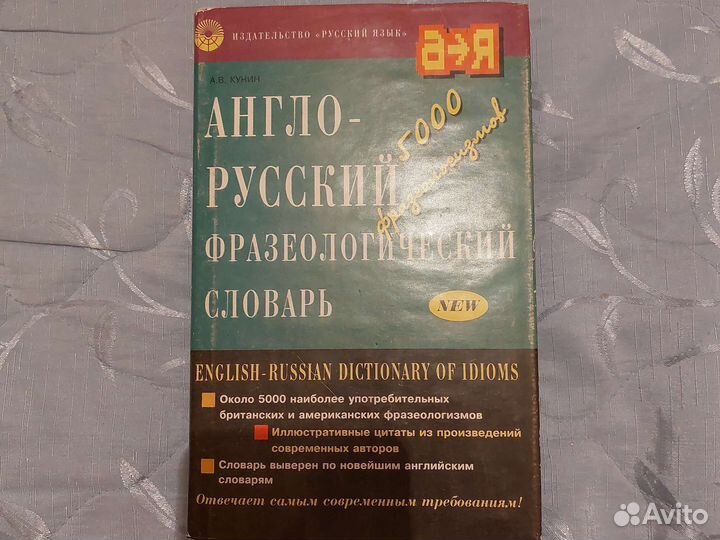 ИЗДАТЕЛЬСТВО «РУССКИЙ ЯЗЫК»
а→я
А.В. КУНИН
5000
фразеологизмов
АНГЛО-
РУССКИЙ
ФРАЗЕОЛОГИЧЕСКИЙ
СЛОВАРЬ
NEW
ENGLISH-RUSSIAN DICTIONARY OF IDIOMS
Около 5000 наиболее употребительных
британских и американских фразеологизмов
Иллюстративные цитаты из произведений
современных авторов
Словарь выверен по новейшим английским
словарям
Отвечает самым современным требованиям!
Avito